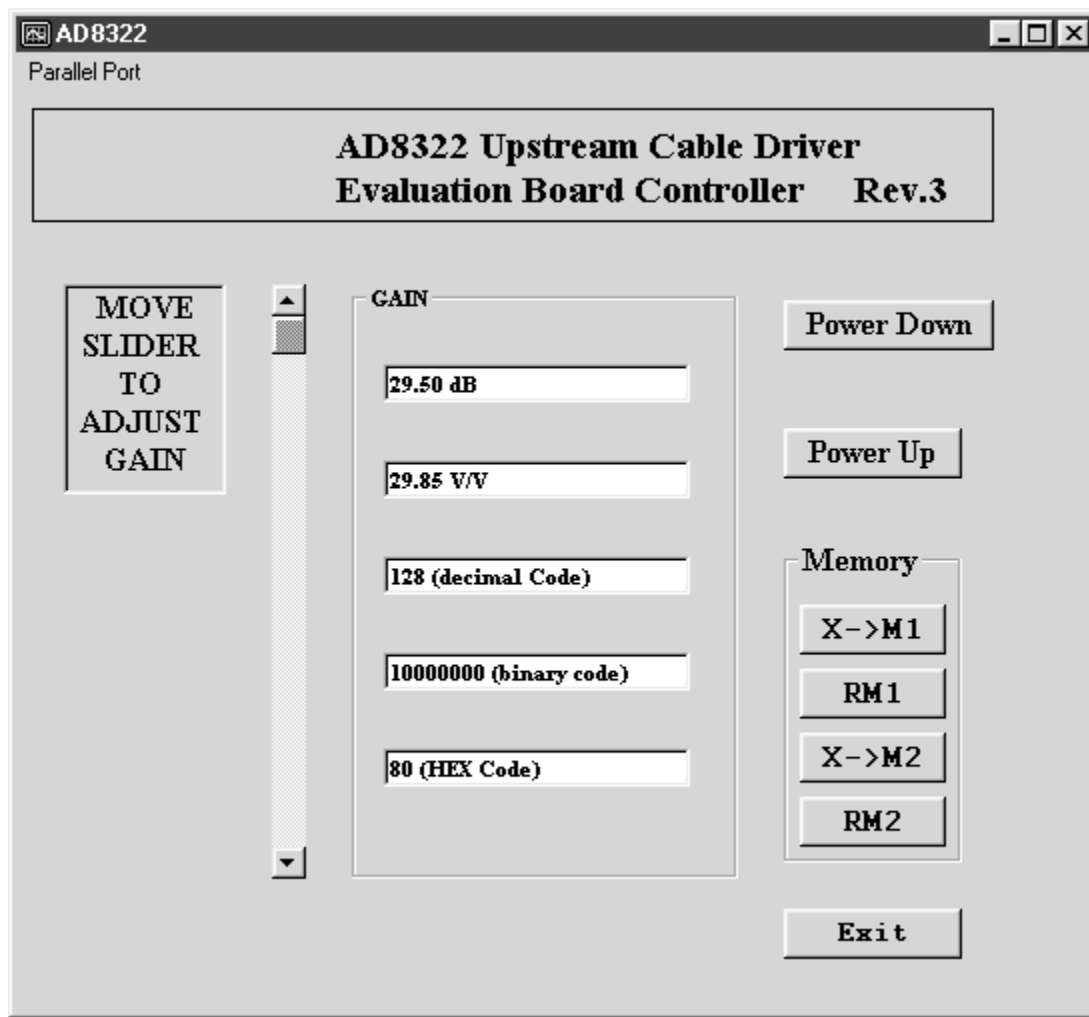 AD8322
Parallel Port
AD8322 Upstream Cable Driver
Evaluation Board Controller Rev.3
MOVE
SLIDER
TO
ADJUST
GAIN
GAIN
29.50 dB
29.85 V/V
128 (decimal Code)
10000000 (binary code)
80 (HEX Code)
Power Down
Power Up
Memory
X->M1
RM1
X->M2
RM2
Exit